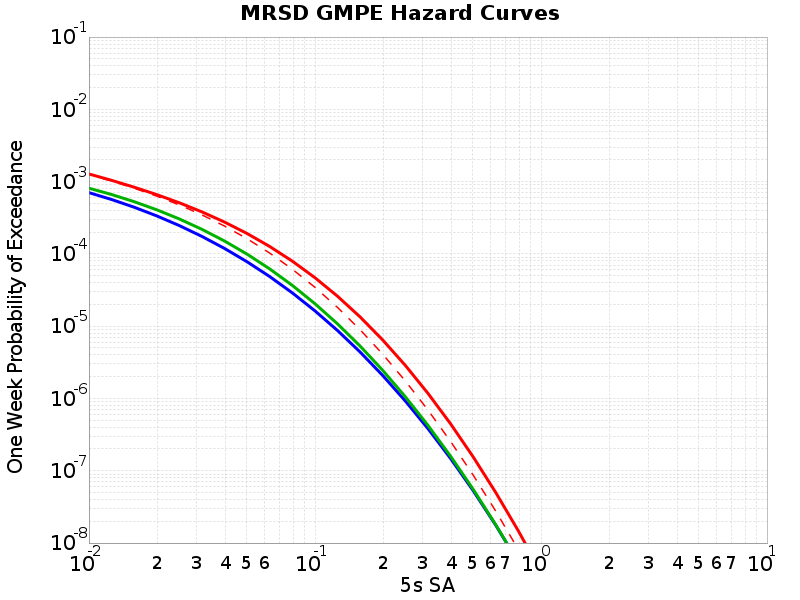 MRSD GMPE Hazard Curves
One Week Probability of Exceedance
10-1
10-2
10-3
10-4
10-5
10-6
10-7
10-8
10-2 2 3 4 5 6 10-1 2 3 4 5 6 7 100 2 3 4 5 6 7 101
5s SA